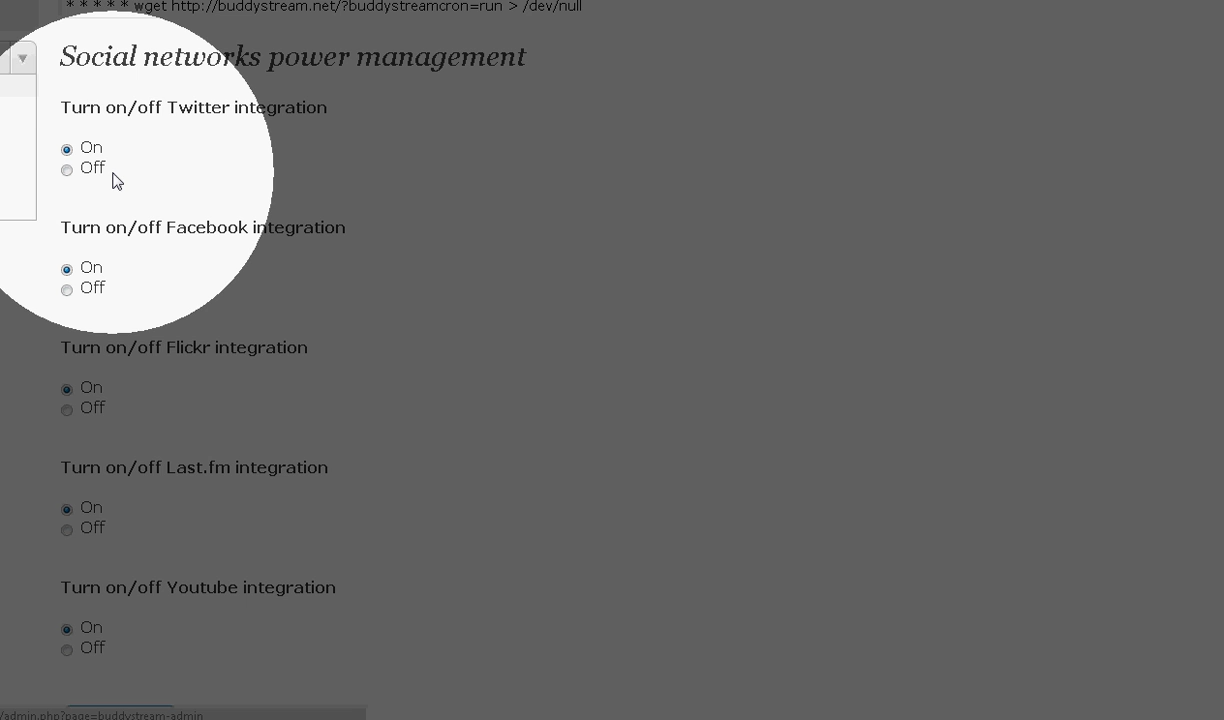 * * * * * wget http://buddystream.net/?buddystreamcron=run > /dev/null
Social networks power management
Turn on/off Twitter integration
On
Off
Turn on/off Facebook integration
On
Off
Turn on/off Flickr integration
On
Off
Turn on/off Last.fm integration
On
Off
Turn on/off Youtube integration
On
Off
/admin.php?page=buddystream-admin